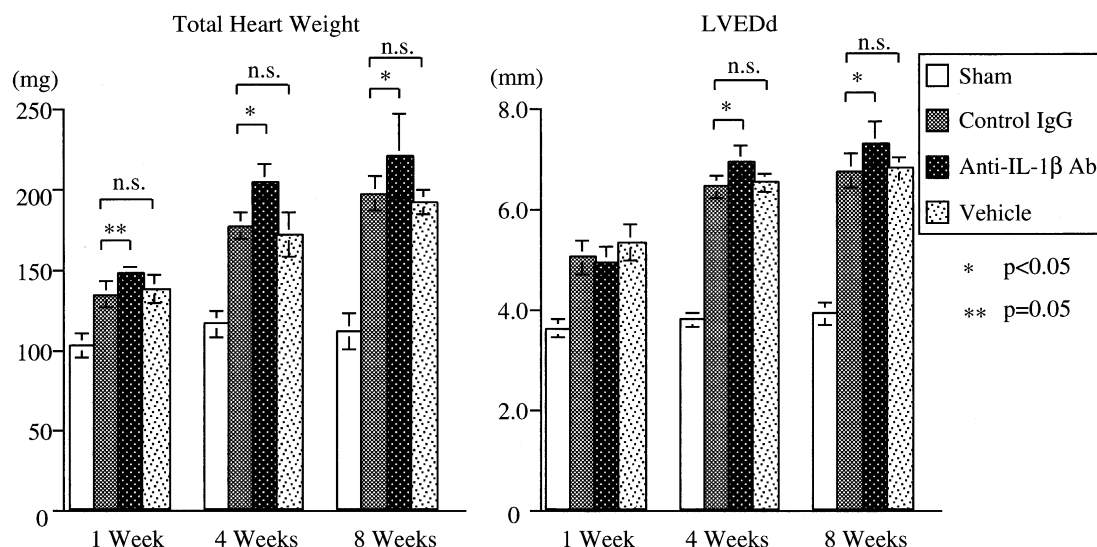 Total Heart Weight
(mg)
250
200
150
100
50
0
n.s.
**
n.s.
*
n.s.
*
1 Week
4 Weeks
8 Weeks
LVEDd
(mm)
8.0
6.0
4.0
2.0
0
n.s.
*
n.s.
*
1 Week
4 Weeks
8 Weeks
Sham
Control IgG
Anti-IL-1β Ab
Vehicle
* p<0.05
** p=0.05